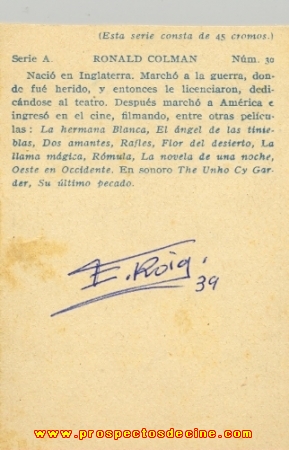 (Esta serie consta de 45 cromos.)
Serie A. RONALD COLMAN Núm. 30
Nació en Inglaterra. Marchó a la guerra, don-
de fué herido, y entonces le licenciaron, dedi-
cándose al teatro. Después marchó a América e
ingresó en el cine, filmando, entre otras pelícu-
las: La hermana Blanca, El ángel de las tinie-
blas, Dos amantes, Rafles, Flor del desierto, La
llama mágica, Rómula, La novela de una noche,
Oeste en Occidente. En sonoro The Unho Cy Gar-
der, Su último pecado.
E. Roig.
39
www.prospectosdecine.com